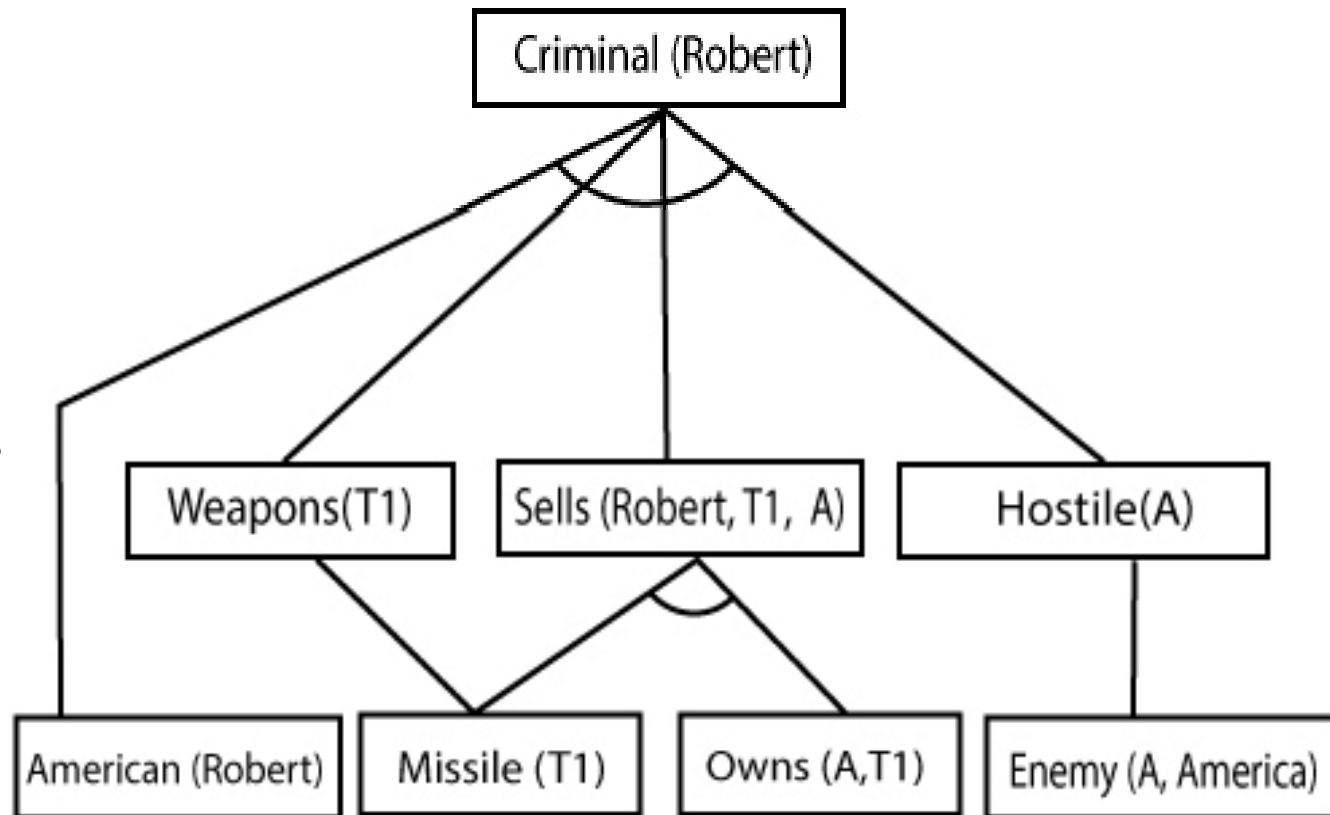 Criminal (Robert)
Weapons(T1)
Sells (Robert, T1, A)
Hostile(A)
American (Robert)
Missile (T1)
Owns (A,T1)
Enemy (A, America)